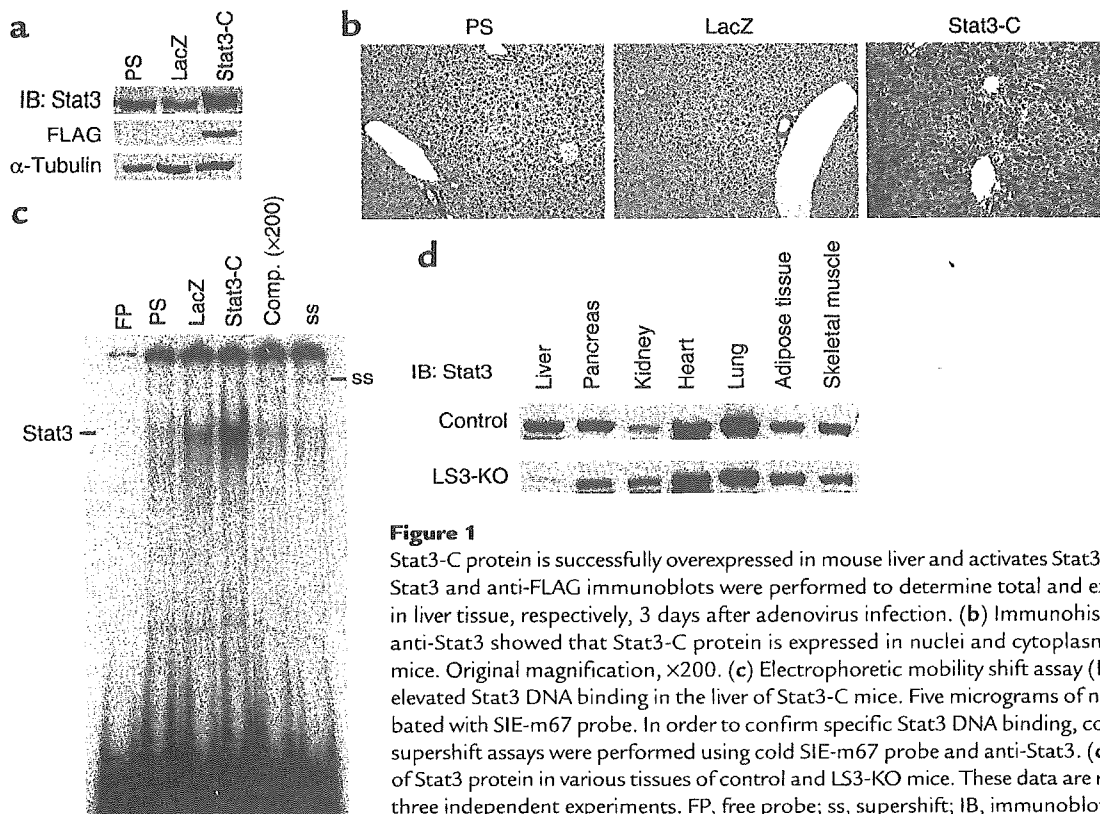 a
PS
LacZ
Stat3-C
IB: Stat3
FLAG
α-Tubulin
b
PS
LacZ
Stat3-C
c
FP
PS
LacZ
Stat3-C
Comp. (×200)
ss
ss
Stat3
d
IB: Stat3
Liver
Pancreas
Kidney
Heart
Lung
Adipose tissue
Skeletal muscle
Control
LS3-KO
Figure 1
Stat3-C protein is successfully overexpressed in mouse liver and activates Stat3
Stat3 and anti-FLAG immunoblots were performed to determine total and ex
in liver tissue, respectively, 3 days after adenovirus infection. (b) Immunohis
anti-Stat3 showed that Stat3-C protein is expressed in nuclei and cytoplasm
mice. Original magnification, ×200. (c) Electrophoretic mobility shift assay (
elevated Stat3 DNA binding in the liver of Stat3-C mice. Five micrograms of n
bated with SIE-m67 probe. In order to confirm specific Stat3 DNA binding, co
supershift assays were performed using cold SIE-m67 probe and anti-Stat3. (
of Stat3 protein in various tissues of control and LS3-KO mice. These data are
three independent experiments. FP, free probe; ss, supershift; IB, immunoblot